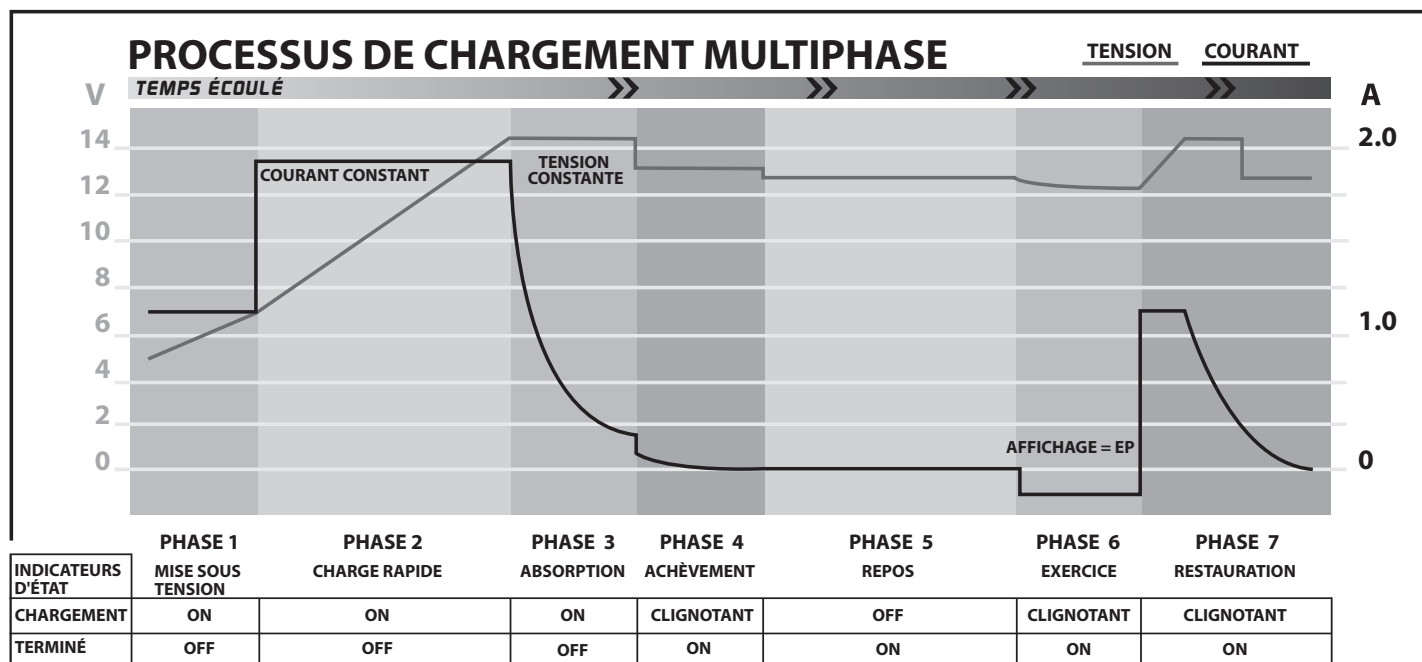 PROCESSUS DE CHARGEMENT MULTIPHASE
TENSION COURANT
TEMPS ÉCOULÉ
V A
14 2.0
12
10
8
6 1.0
4
2
0 0
COURANT CONSTANT
TENSION
CONSTANTE
AFFICHAGE = EP
PHASE 1 PHASE 2 PHASE 3 PHASE 4 PHASE 5 PHASE 6 PHASE 7
INDICATEURS
D'ÉTAT
MISE SOUS
TENSION
CHARGE RAPIDE ABSORPTION ACHÈVEMENT REPOS EXERCICE RESTAURATION
CHARGEMENT ON ON ON CLIGNOTANT OFF CLIGNOTANT CLIGNOTANT
TERMINÉ OFF OFF OFF ON ON ON ON